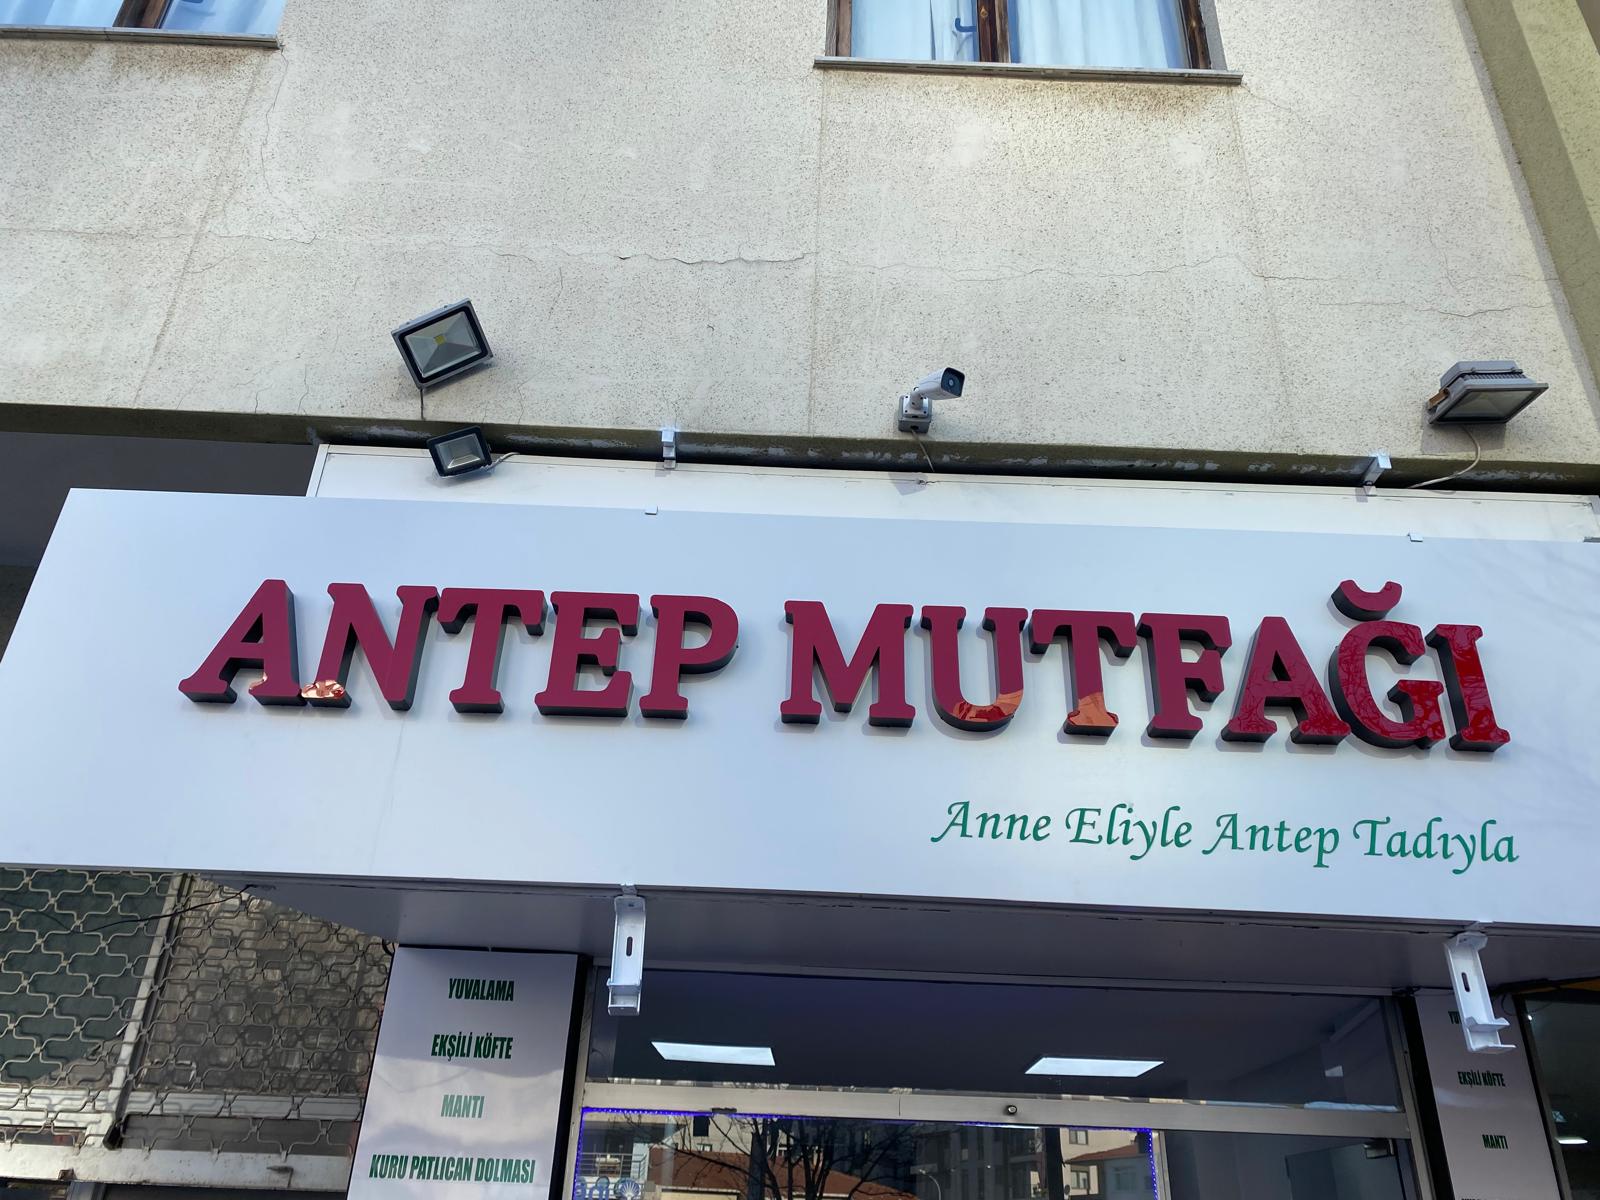 ANTEP MUTFAĞI
Anne Eliyle Antep Tadıyla
YUVALAMA
EKŞİLİ KÖFTE
MANTI
KURU PATLICAN DOLMASI
EKŞİLİ KÖFTE
MANTI